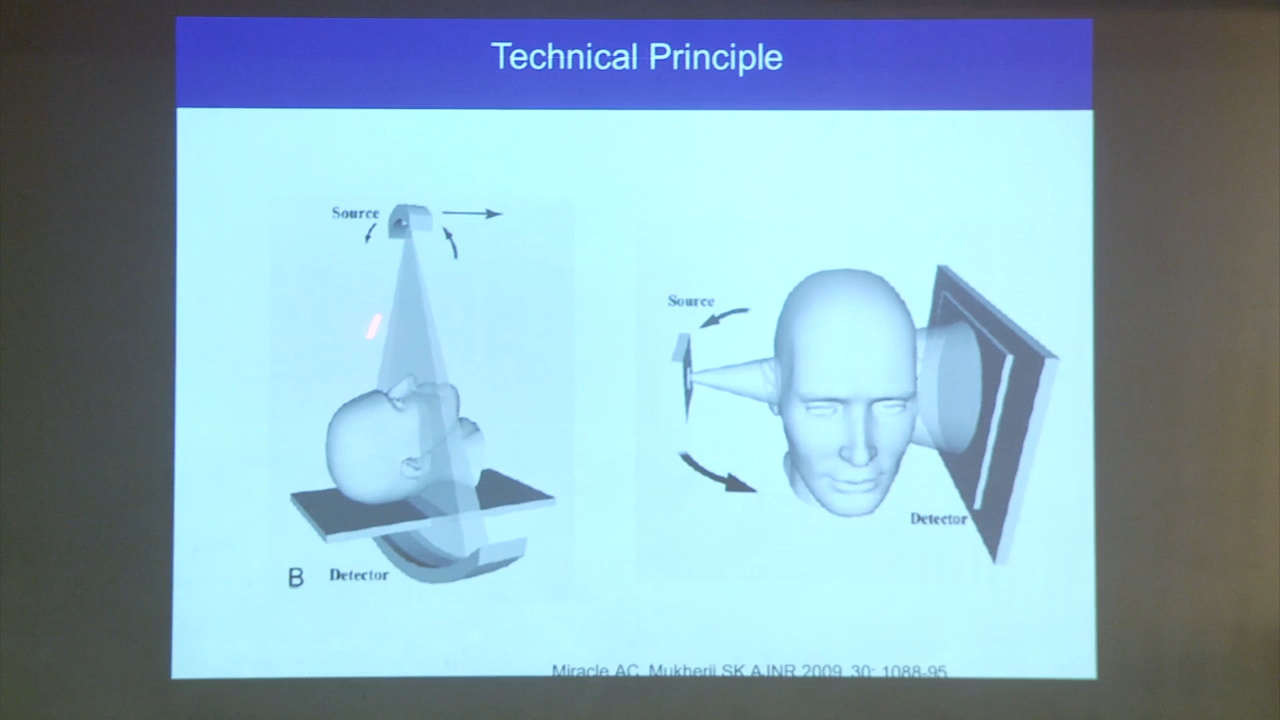 Technical Principle
Source
Source
Detector
B Detector
Miracle AC, Mukherji SK AJNR 2009, 30: 1088-95